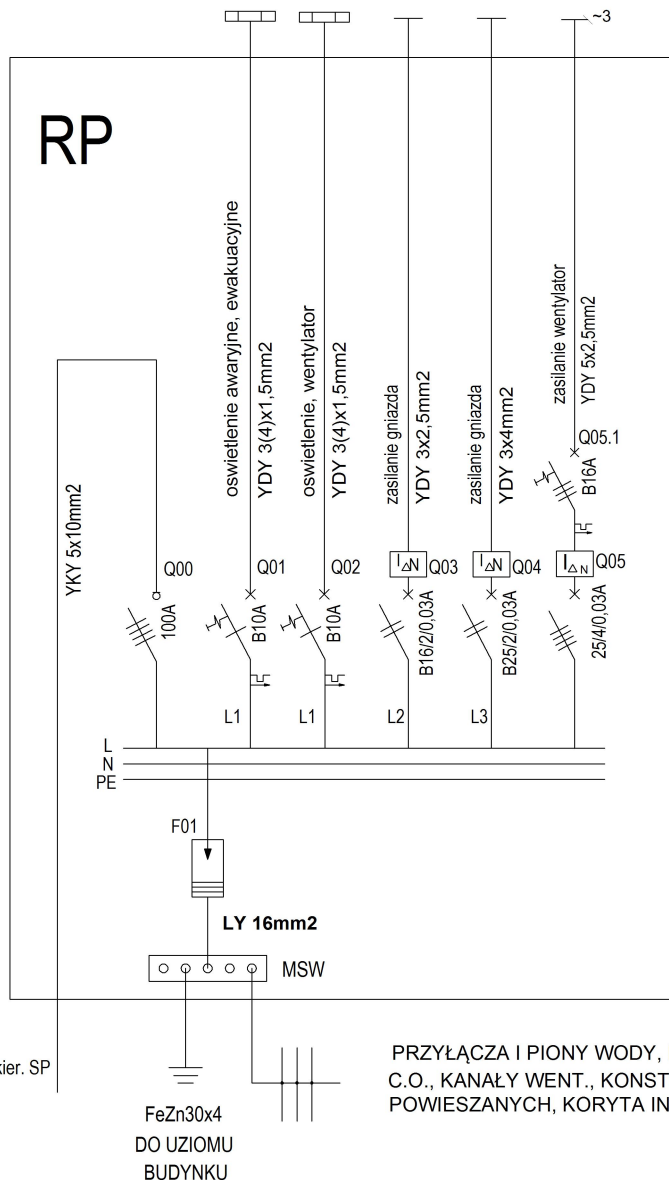 ~3
RP
oswietlenie awaryjne, ewakuacyjne
YDY 3(4)x1,5mm2
oswietlenie, wentylator
YDY 3(4)x1,5mm2
zasilanie gniazda
YDY 3x2,5mm2
zasilanie gniazda
YDY 3x4mm2
zasilanie wentylator
YDY 5x2,5mm2
Q05.1
B16A
YKY 5x10mm2
Q00
100A
Q01
B10A
Q02
B10A
I△N
Q03
B16/2/0,03A
I△N
Q04
B25/2/0,03A
I△N
Q05
25/4/0,03A
L1
L1
L2
L3
L
N
PE
F01
LY 16mm2
MSW
kier. SP
FeZn30x4
DO UZIOMU
BUDYNKU
PRZYŁĄCZA I PIONY WODY,
C.O., KANAŁY WENT., KONST
POWIESZANYCH, KORYTA IN